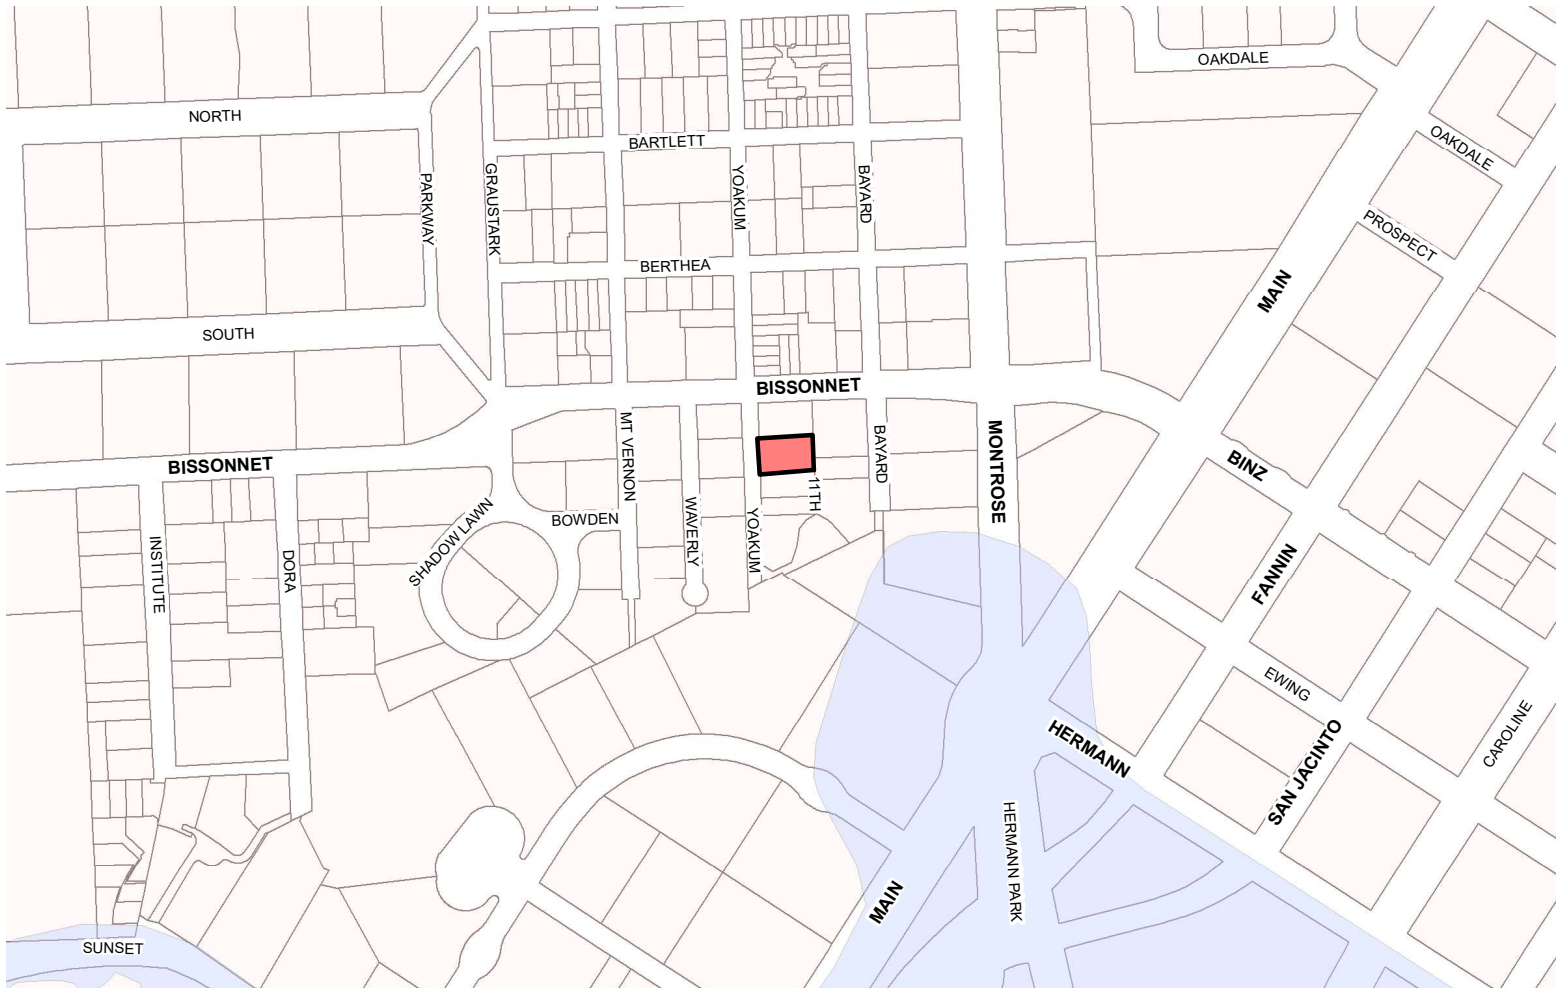 OAKDALE
NORTH
OAKDALE
BARTLETT
PARKWAY
GRAUSTARK
YOAKUM
BAYARD
PROSPECT
BERTHEA
MAIN
SOUTH
BISSONNET
MT VERNON
BAYARD
MONTROSE
BISSONNET
BINZ
11TH
SHADOW LAWN
BOWDEN
WAVERLY
YOAKUM
INSTITUTE
DORA
FANNIN
EWING
CAROLINE
HERMANN
SAN JACINTO
HERMANN PARK
MAIN
SUNSET